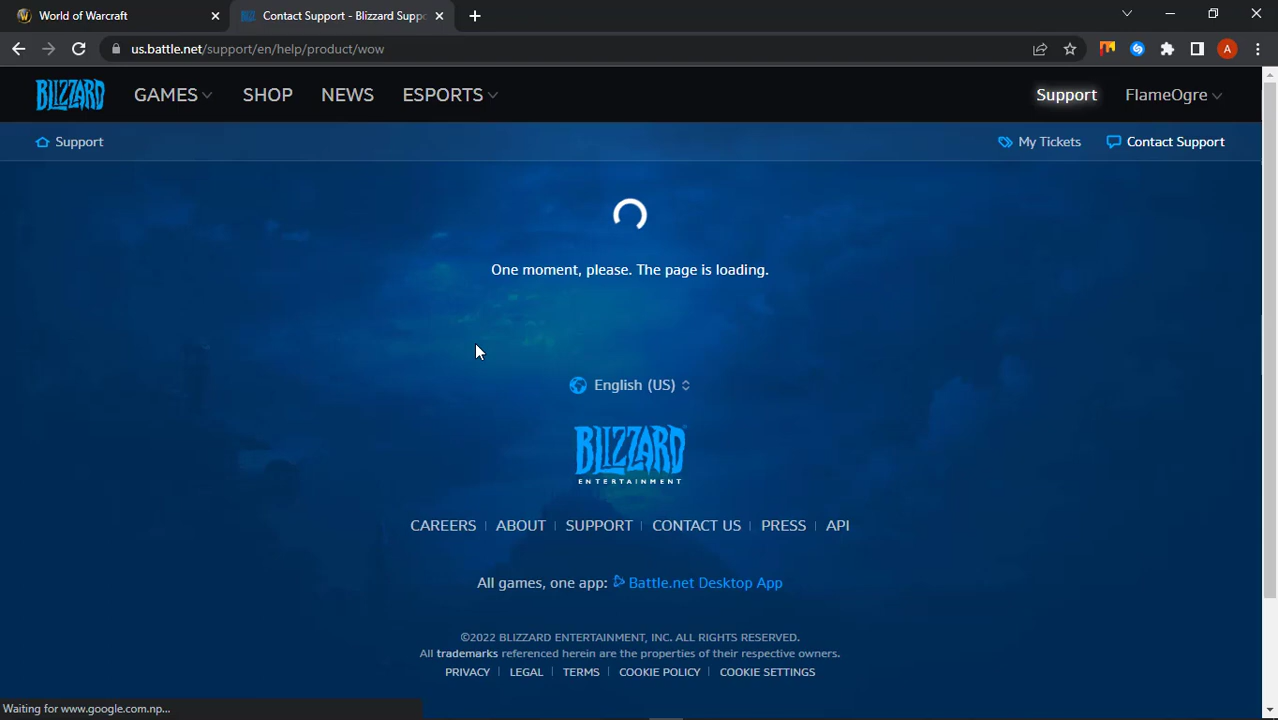 World of Warcraft
Contact Support - Blizzard Suppo
us.battle.net/support/en/help/product/wow
A
BLIZZARD
GAMES
SHOP
NEWS
ESPORTS
Support
FlameOgre
Support
My Tickets
Contact Support
One moment, please. The page is loading.
English (US)
BLIZZARD
ENTERTAINMENT
CAREERS
ABOUT
SUPPORT
CONTACT US
PRESS
API
All games, one app: Battle.net Desktop App
©2022 BLIZZARD ENTERTAINMENT, INC. ALL RIGHTS RESERVED.
All trademarks referenced herein are the properties of their respective owners.
PRIVACY
LEGAL
TERMS
COOKIE POLICY
COOKIE SETTINGS
Waiting for www.google.com.np...